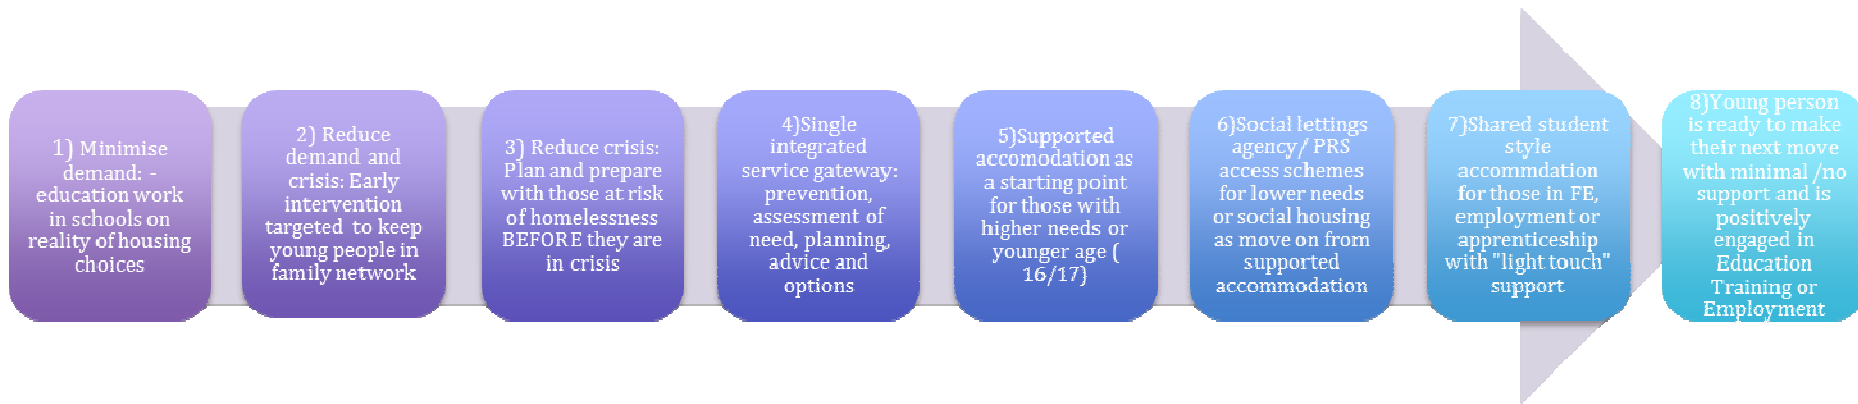 1) Minimise
demand: -
education work
in schools on
reality of housing
choices
2) Reduce
demand and
crisis: Early
intervention
targeted to keep
young people in
family network
3) Reduce crisis:
Plan and prepare
with those at risk
of homelessness
BEFORE they are
in crisis
4)Single
integrated
service gateway:
prevention,
assessment of
need, planning,
advice and
options
5)Supported
accomodation as
a starting point
for those with
higher needs or
younger age (
16/17)
6)Social lettings
agency/ PRS
access schemes
for lower needs
or social housing
as move on from
supported
accommodation
7)Shared student
style
accommdation
for those in FE,
employment or
apprenticeship
with "light touch"
support
8)Young person
is ready to make
their next move
with minimal /no
support and is
positively
engaged in
Education
Training or
Employment